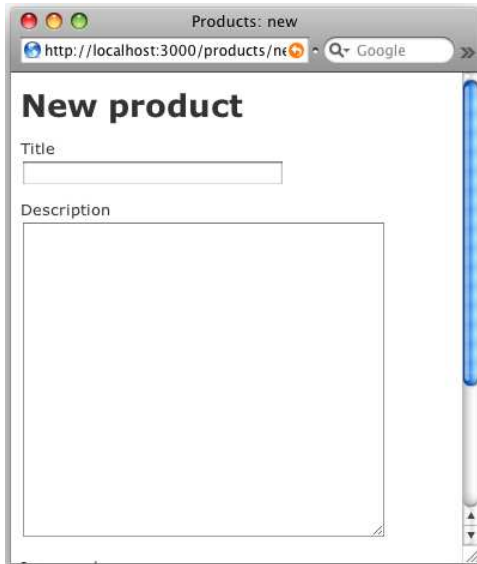 Products: new
http://localhost:3000/products/ne
Google
New product
Title
Description